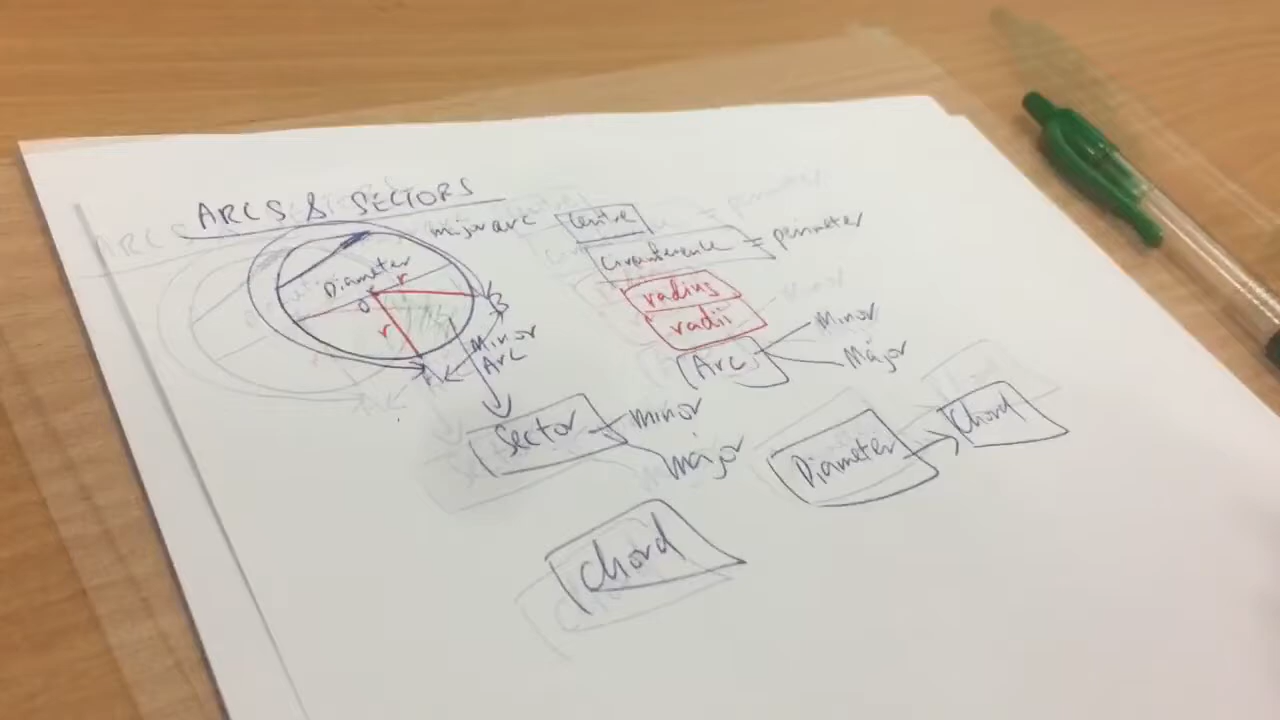 ARCS & SECTORS
major arc
Centre
Circumference = perimeter
Diameter
r
O
r
B
A
Minor
Arc
radius
radii
Arc
Minor
Major
Sector
Minor
Major
Diameter
Chord
Chord